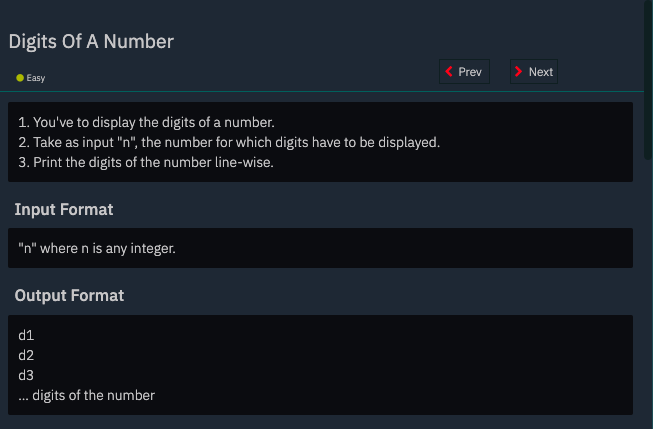 Digits Of A Number
Easy
Prev
Next
1. You've to display the digits of a number.
2. Take as input "n", the number for which digits have to be displayed.
3. Print the digits of the number line-wise.
Input Format
"n" where n is any integer.
Output Format
d1
d2
d3
... digits of the number